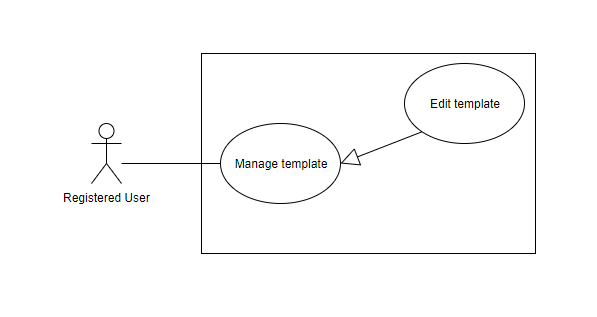 Edit template
Manage template
Registered User